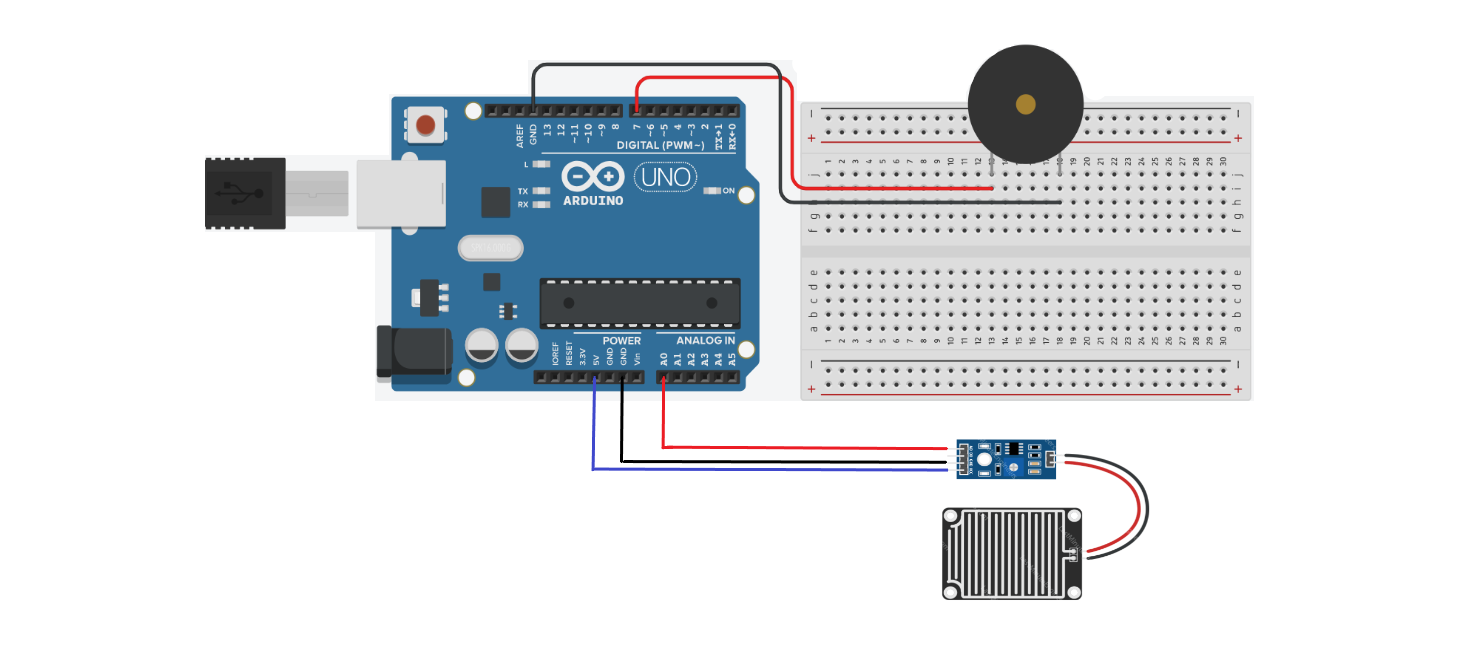 AREF
GND
13
12
~11
~10
~9
8
7
~6
~5
4
~3
2
TX→1
RX←0
DIGITAL (PWM~)
L
TX
RX
ARDUINO
UNO
ON
POWER
ANALOG IN
IOREF
RESET
3.3V
5V
GND
GND
Vin
A0
A1
A2
A3
A4
A5
− −
+ +
1 2 3 4 5 6 7 8 9 10 11 12 13 14 15 16 17 18 19 20 21 22 23 24 25 26 27 28 29 30
j j
i i
h h
g g
f f
e e
d d
c c
b b
a a
1 2 3 4 5 6 7 8 9 10 11 12 13 14 15 16 17 18 19 20 21 22 23 24 25 26 27 28 29 30
− −
+ +